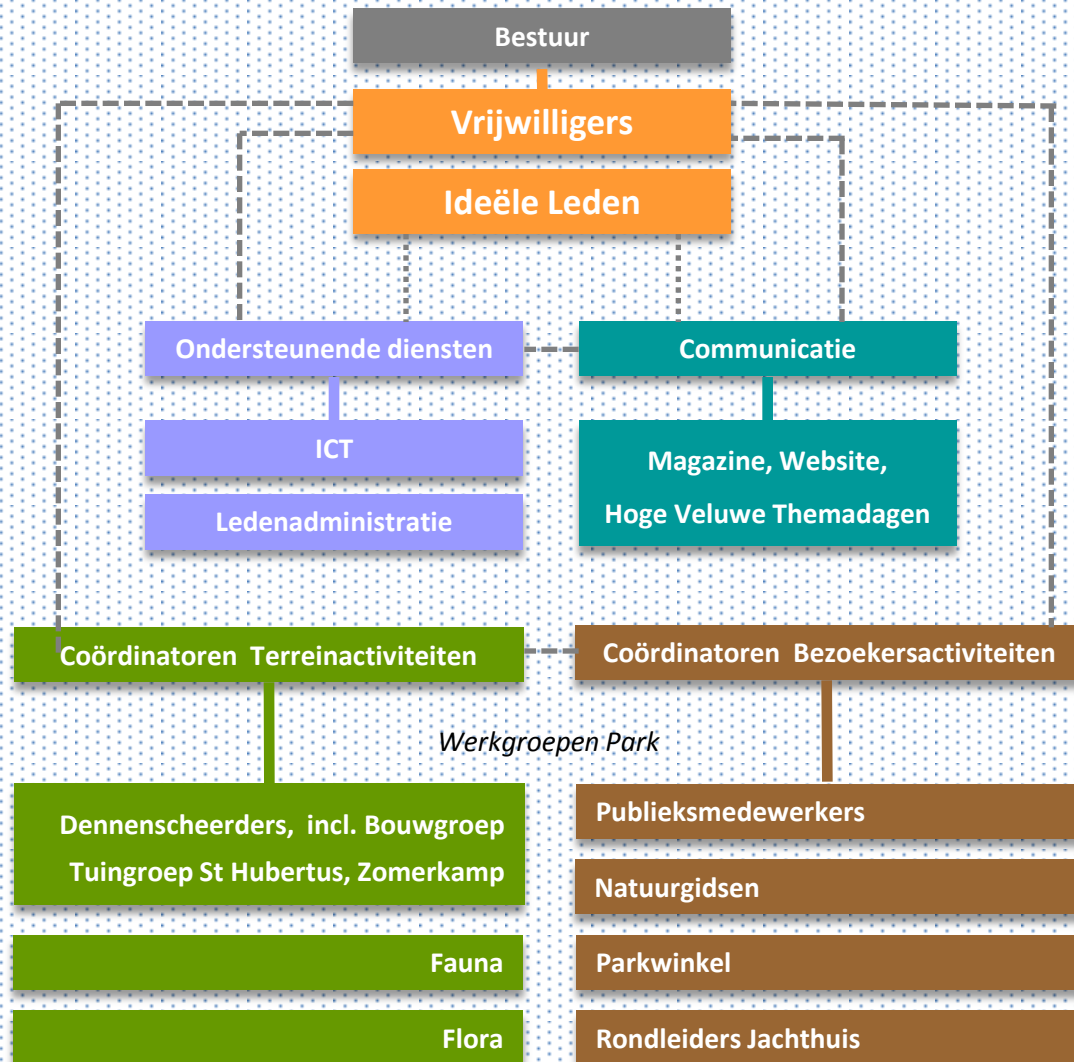 Bestuur
Vrijwilligers
Ideële Leden
Ondersteunende diensten
Communicatie
ICT
Ledenadministratie
Magazine, Website,
Hoge Veluwe Themadagen
Coördinatoren Terreinactiviteiten
Coördinatoren Bezoekersactiviteiten
Werkgroepen Park
Dennenscheerders, incl. Bouwgroep
Tuingroep St Hubertus, Zomerkamp
Fauna
Flora
Publieksmedewerkers
Natuurgidsen
Parkwinkel
Rondleiders Jachthuis